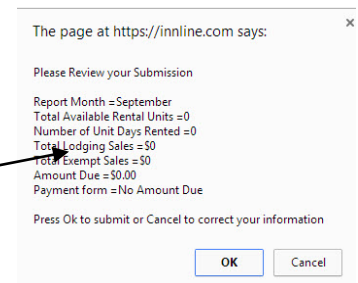 The page at https://innline.com says:
×
Please Review your Submission
Report Month =September
Total Available Rental Units =0
Number of Unit Days Rented =0
Total Lodging Sales =$0
Total Exempt Sales =$0
Amount Due =$0.00
Payment form =No Amount Due
Press Ok to submit or Cancel to correct your information
OK Cancel